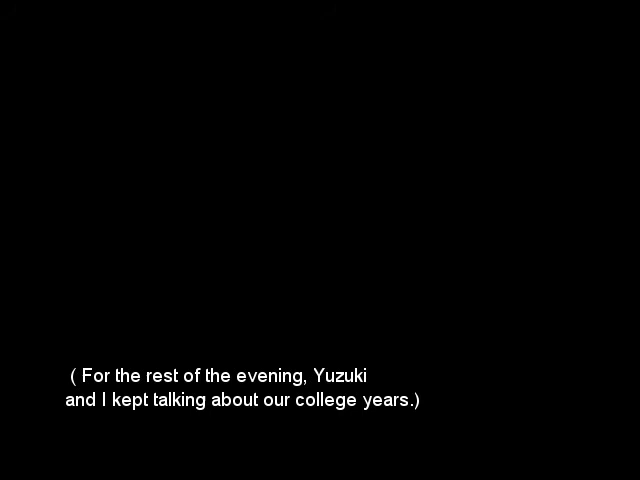 ( For the rest of the evening, Yuzuki
and I kept talking about our college years.)